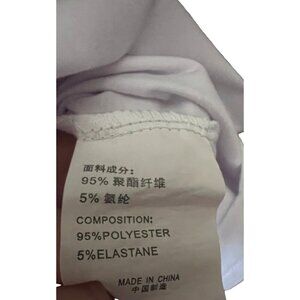 面料成分:
95% 聚酯纤维
5% 氨纶
COMPOSITION:
95%POLYESTER
5%ELASTANE
MADE IN CHINA
中国制造